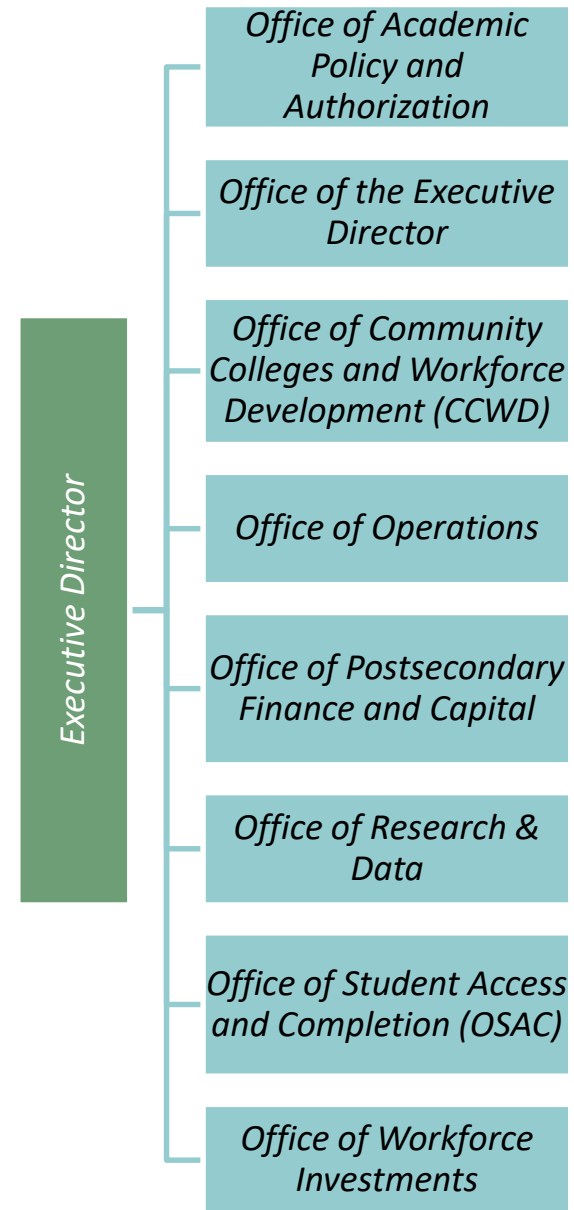 Office of Academic
Policy and
Authorization
Office of the Executive
Director
Office of Community
Colleges and Workforce
Development (CCWD)
Office of Operations
Executive Director
Office of Postsecondary
Finance and Capital
Office of Research &
Data
Office of Student Access
and Completion (OSAC)
Office of Workforce
Investments